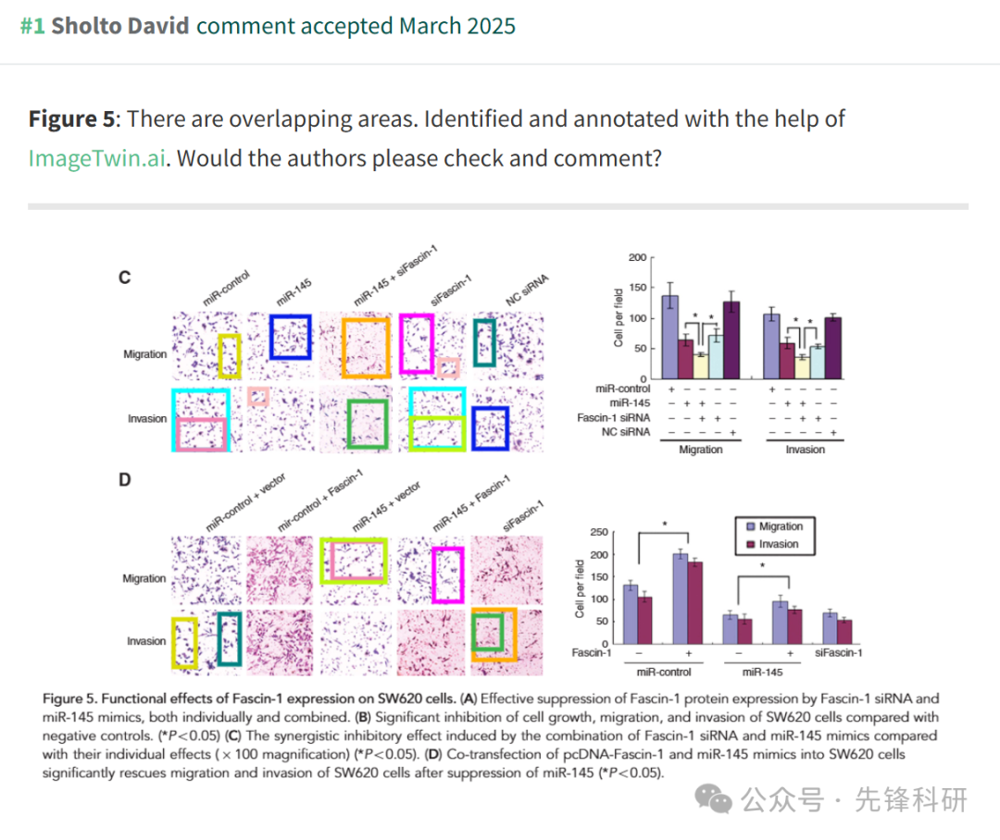 #1 Sholto David comment accepted March 2025
Figure 5: There are overlapping areas. Identified and annotated with the help of
ImageTwin.ai. Would the authors please check and comment?
C
miR-control
miR-145
miR-145 + siFascin-1
siFascin-1
NC siRNA
Migration
Invasion
Cell per field
200
150
100
50
0
* *
* *
miR-control + – – – – + – – – –
miR-145 – + + – – – + + – –
Fascin-1 siRNA – – + + – – – + + –
NC siRNA – – – – + – – – – +
Migration Invasion
D
miR-control + vector
mir-control + Fascin-1
miR-145 + vector
miR-145 + Fascin-1
siFascin-1
Migration
Invasion
Cell per field
250
200
150
100
50
0
Migration
Invasion
*
*
Fascin-1 – + – + siFascin-1
miR-control miR-145
Figure 5. Functional effects of Fascin-1 expression on SW620 cells. (A) Effective suppression of Fascin-1 protein expression by Fascin-1 siRNA and
miR-145 mimics, both individually and combined. (B) Significant inhibition of cell growth, migration, and invasion of SW620 cells compared with
negative controls. (*P<0.05) (C) The synergistic inhibitory effect induced by the combination of Fascin-1 siRNA and miR-145 mimics compared
with their individual effects (×100 magnification) (*P<0.05). (D) Co-transfection of pcDNA-Fascin-1 and miR-145 mimics into SW620 cells
significantly rescues migration and invasion of SW620 cells after suppression of miR-145 (*P<0.05).
公众号 · 先锋科研